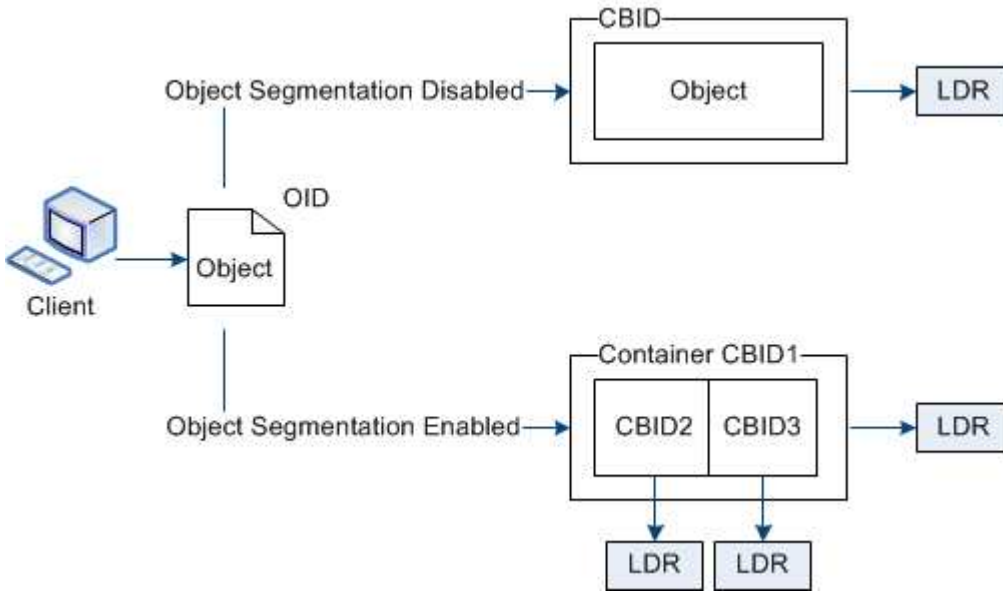 CBID
Object Segmentation Disabled
Object
LDR
OID
Object
Client
Container CBID1
Object Segmentation Enabled
CBID2
CBID3
LDR
LDR
LDR